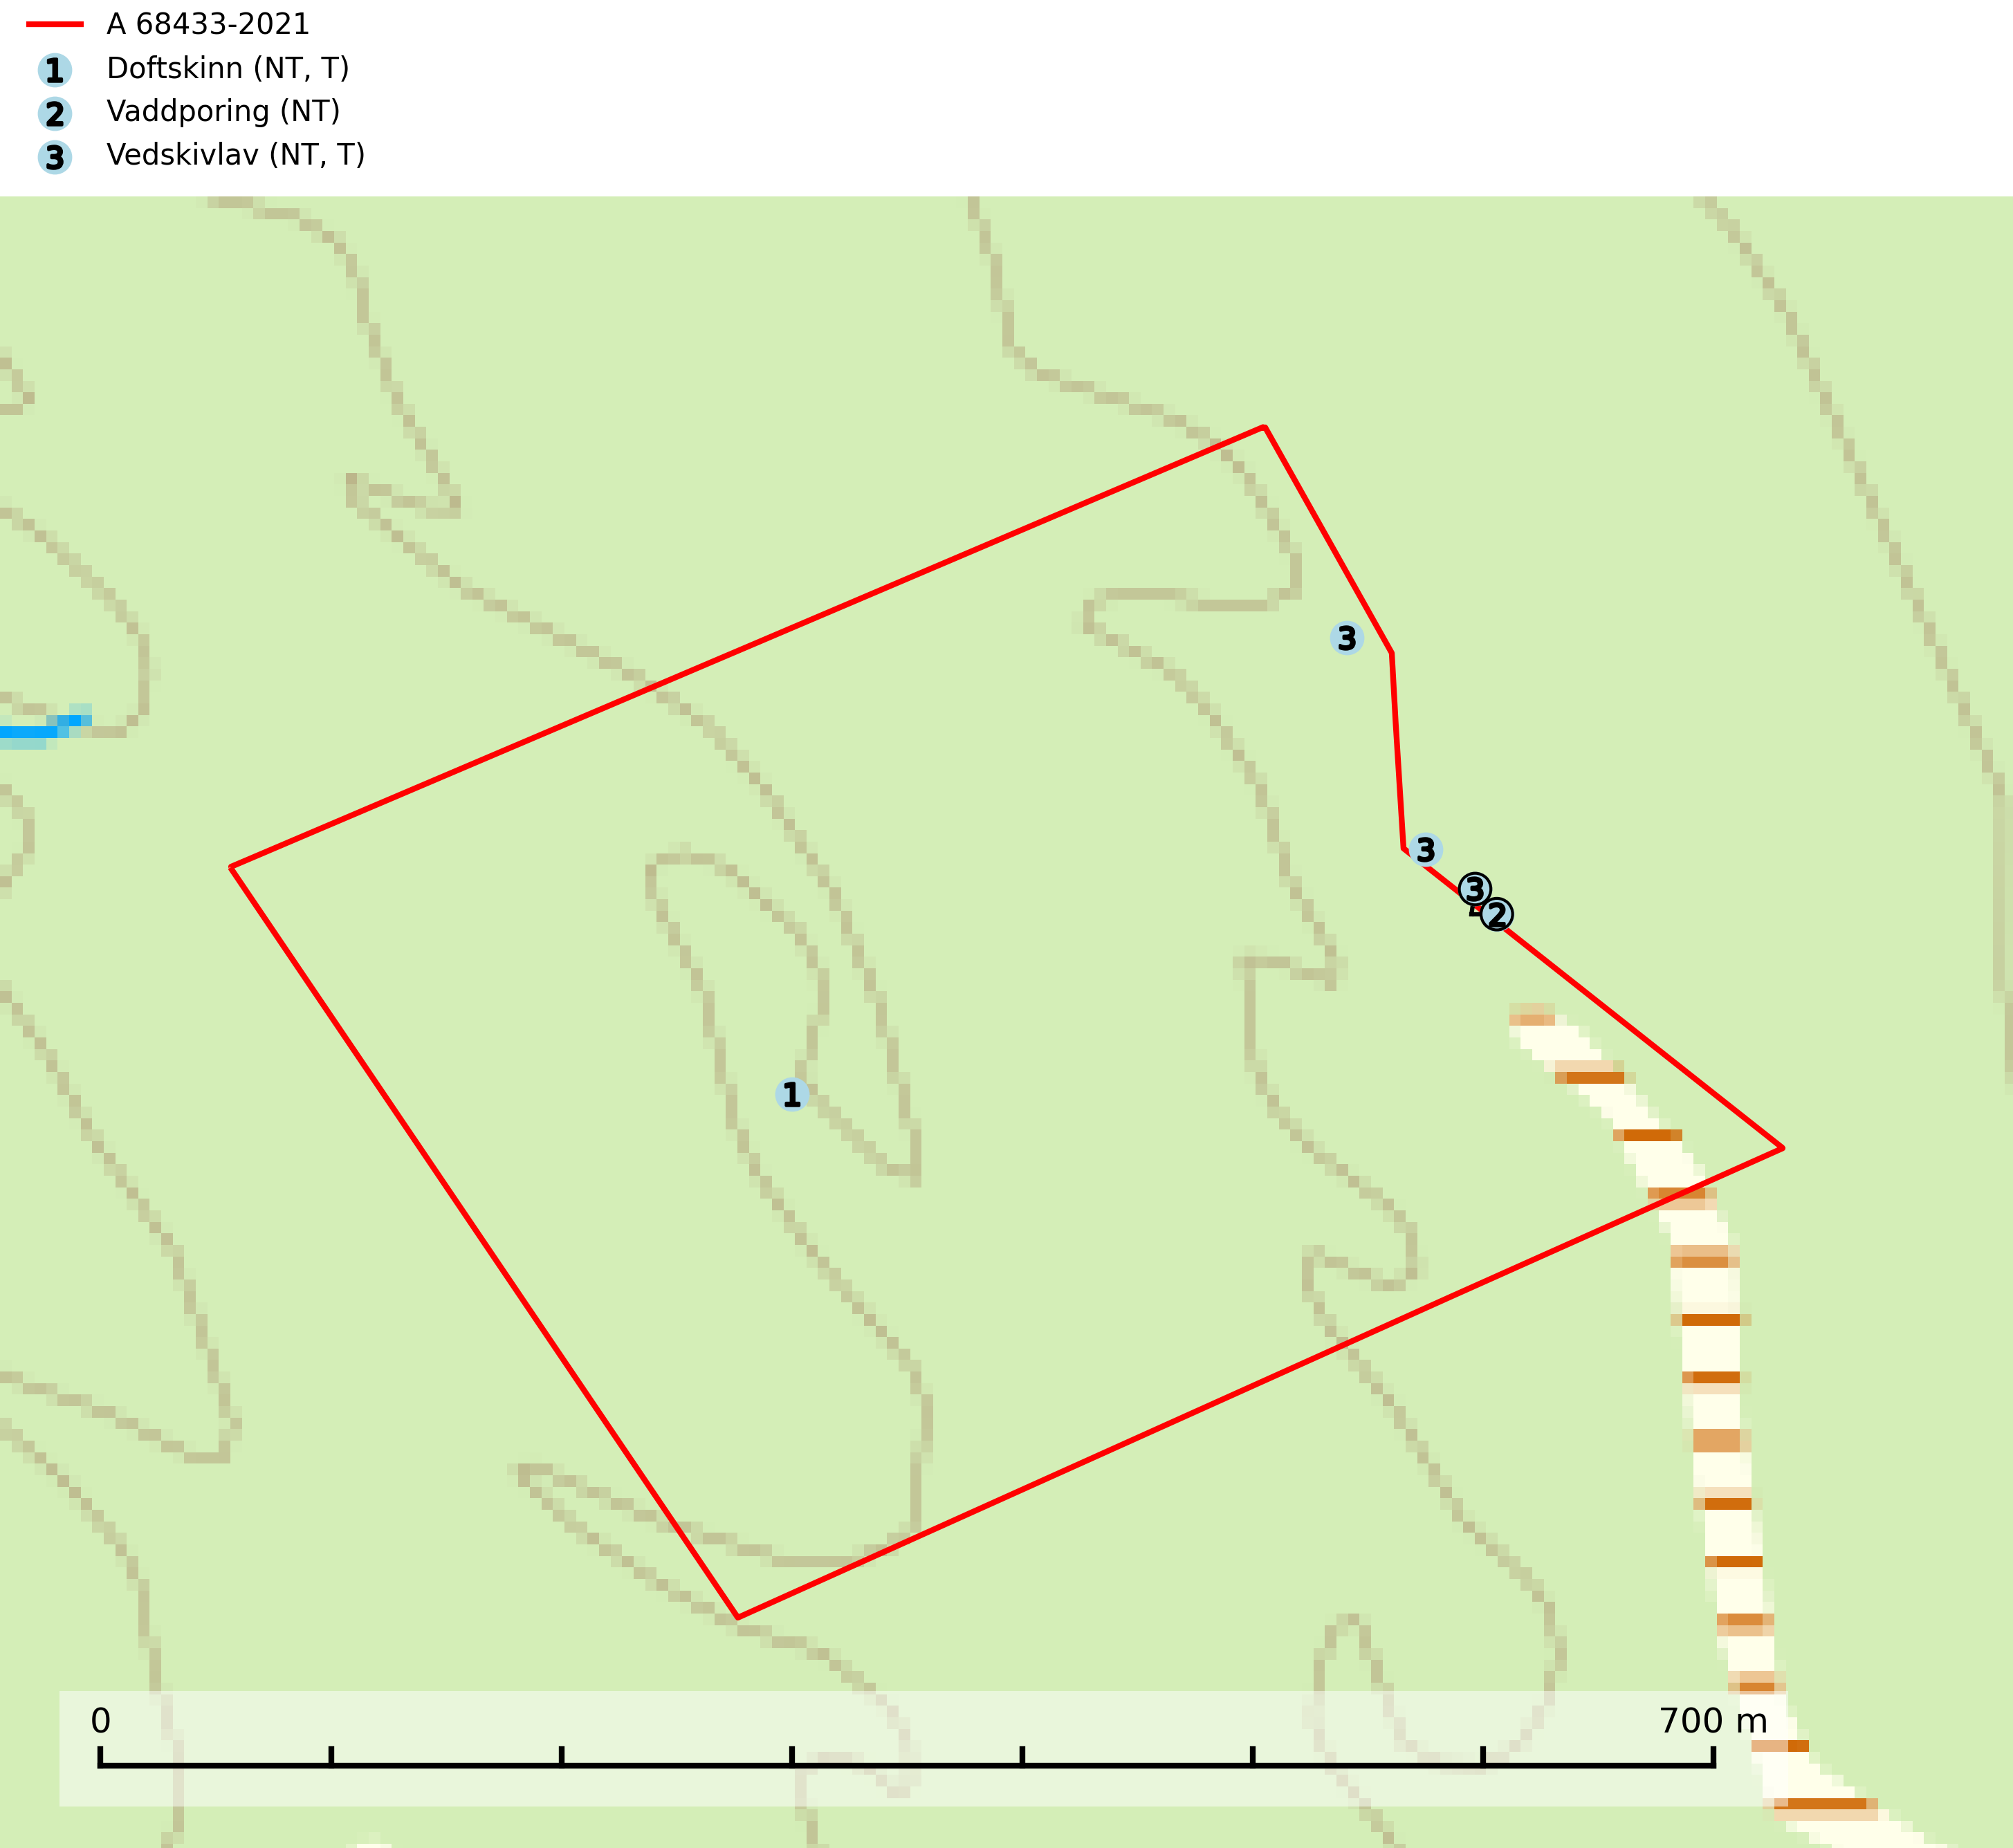 A 68433-2021
1 Doftskinn (NT, T)
2 Vaddporing (NT)
3 Vedskivlav (NT, T)
3
3
3
2
1
0 700 m